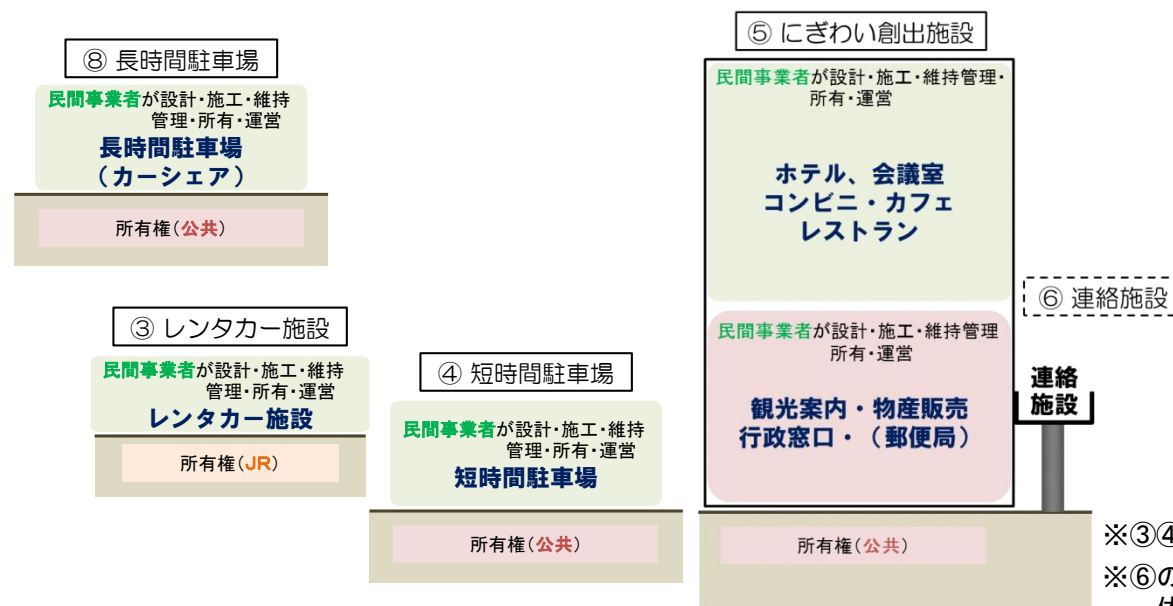 ⑧ 長時間駐車場
民間事業者が設計・施工・維持
管理・所有・運営
長時間駐車場
（カーシェア）
所有権（公共）
③ レンタカー施設
民間事業者が設計・施工・維持
管理・所有・運営
レンタカー施設
所有権（JR）
④ 短時間駐車場
民間事業者が設計・施工・維持
管理・所有・運営
短時間駐車場
所有権（公共）
⑤ にぎわい創出施設
民間事業者が設計・施工・維持管理・
所有・運営
ホテル、会議室
コンビニ・カフェ
レストラン
民間事業者が設計・施工・維持管理
所有・運営
観光案内・物産販売
行政窓口・（郵便局）
所有権（公共）
⑥ 連絡施設
連絡
施設
※③④
※⑥の